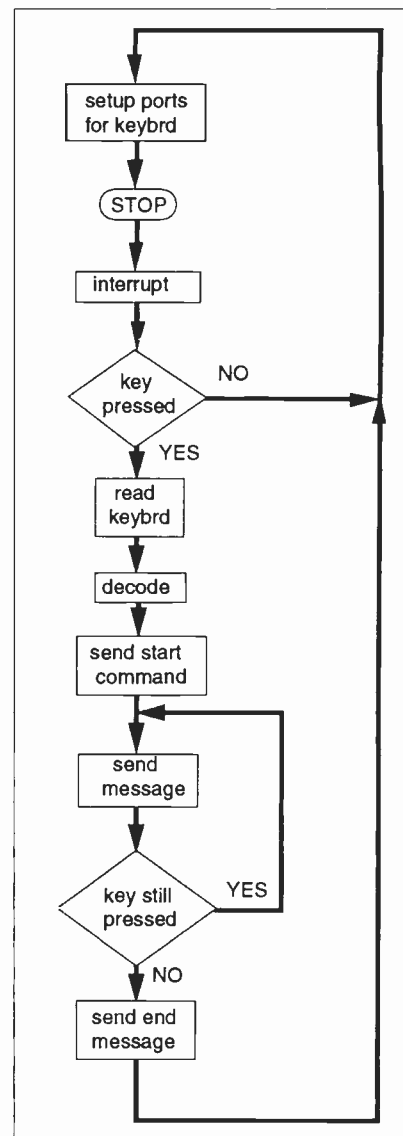 setup ports
for keybrd
STOP
interrupt
key
pressed
NO
YES
read
keybrd
decode
send start
command
send
message
key still
pressed
YES
NO
send end
message